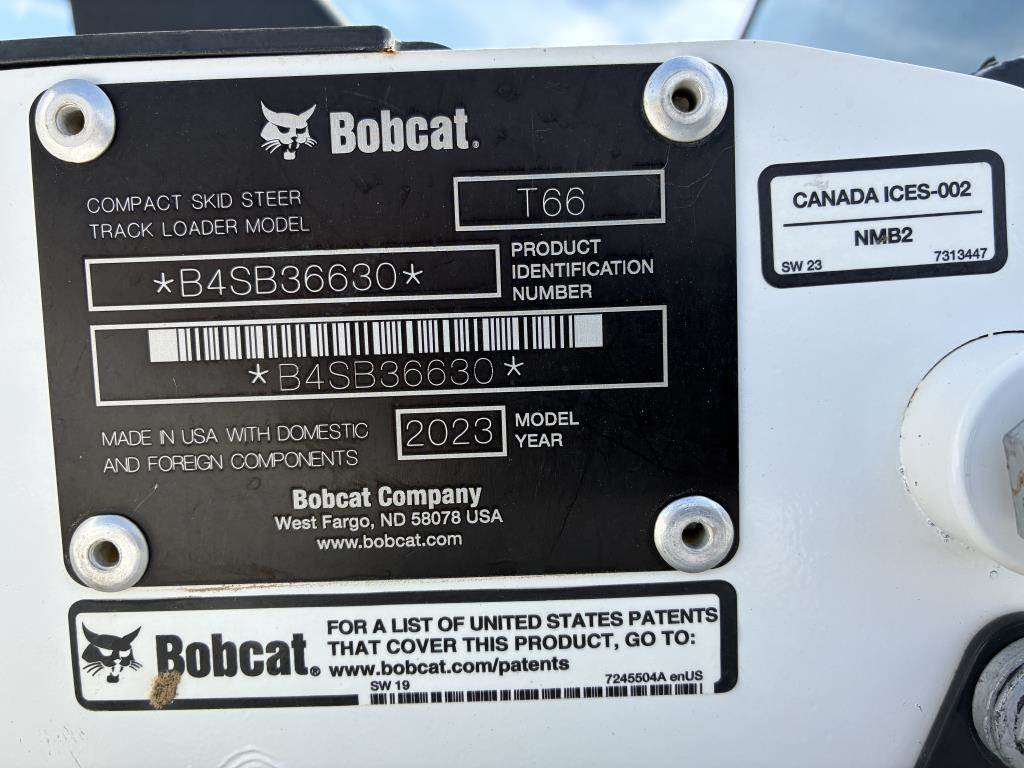 Bobcat®
COMPACT SKID STEER
TRACK LOADER MODEL
T66
*B4SB36630*
PRODUCT
IDENTIFICATION
NUMBER
*B4SB36630*
MADE IN USA WITH DOMESTIC
AND FOREIGN COMPONENTS
2023
MODEL
YEAR
Bobcat Company
West Fargo, ND 58078 USA
www.bobcat.com
CANADA ICES-002
NMB2
SW 23
7313447
Bobcat®
FOR A LIST OF UNITED STATES PATENTS
THAT COVER THIS PRODUCT, GO TO:
www.bobcat.com/patents
SW 19
7245504A enUS